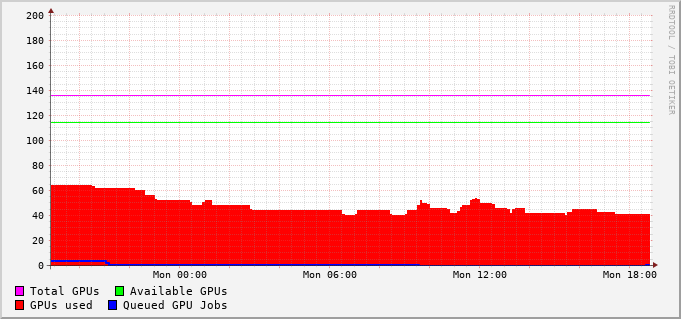 RRDTOOL / TOBI OETIKER
200
180
160
140
120
100
80
60
40
20
0
Mon 00:00 Mon 06:00 Mon 12:00 Mon 18:00
Total GPUs Available GPUs
GPUs used Queued GPU Jobs